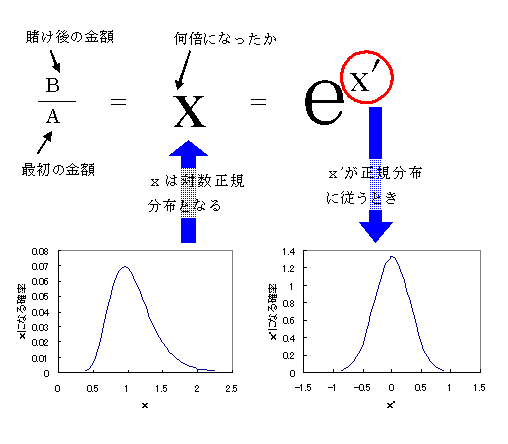 賭け後の金額
何倍になったか
B
A
=
x
=
e
x′
最初の金額
xは対数正規
分布となる
x′が正規分布
に従うとき
xになる確率
0.08
0.07
0.06
0.05
0.04
0.03
0.02
0.01
0
0 0.5 1 1.5 2 2.5
x
x'になる確率
1.4
1.2
1
0.8
0.6
0.4
0.2
0
-1.5 -1 -0.5 0 0.5 1 1.5
x'